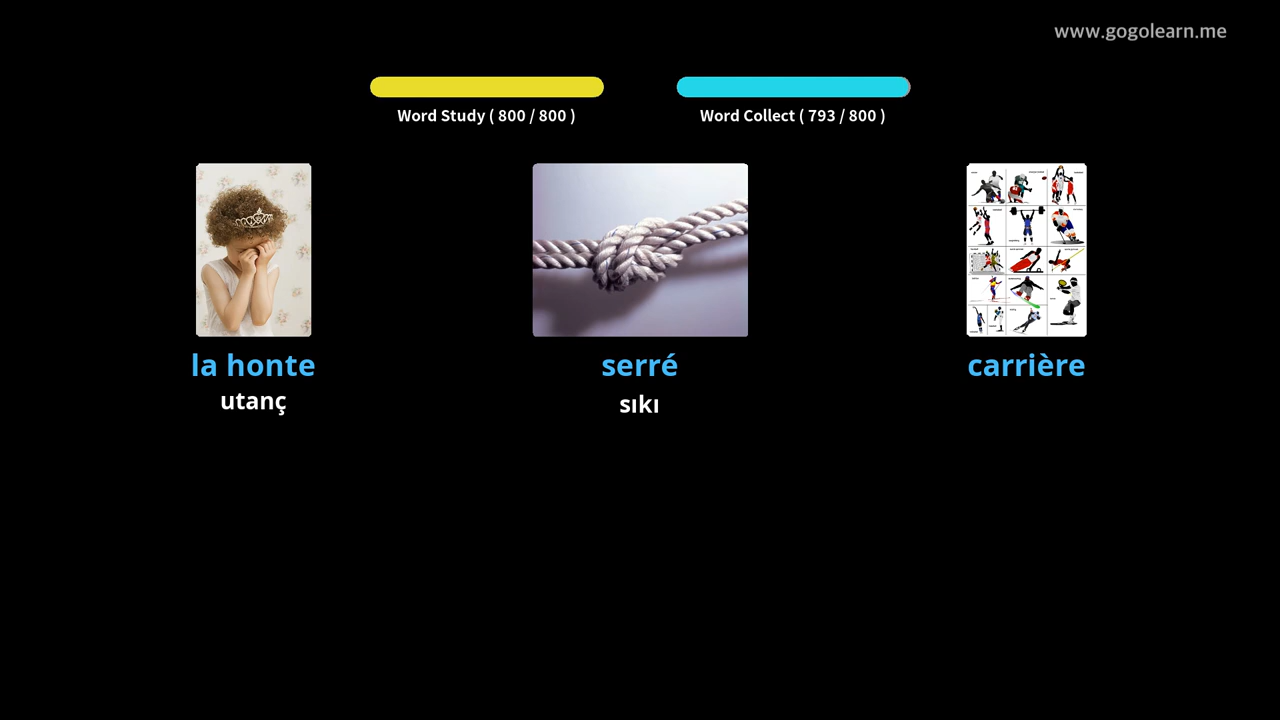 www.gogolearn.me
Word Study ( 800 / 800 )
Word Collect ( 793 / 800 )
la honte
utanç
serré
sıkı
carrière